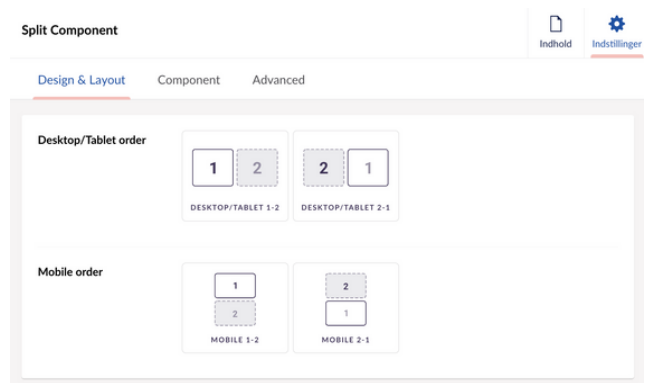 Split Component
Indhold
Indstillinger
Design & Layout
Component
Advanced
Desktop/Tablet order
1 2
2 1
DESKTOP/TABLET 1-2
DESKTOP/TABLET 2-1
Mobile order
1
2
2
1
MOBILE 1-2
MOBILE 2-1